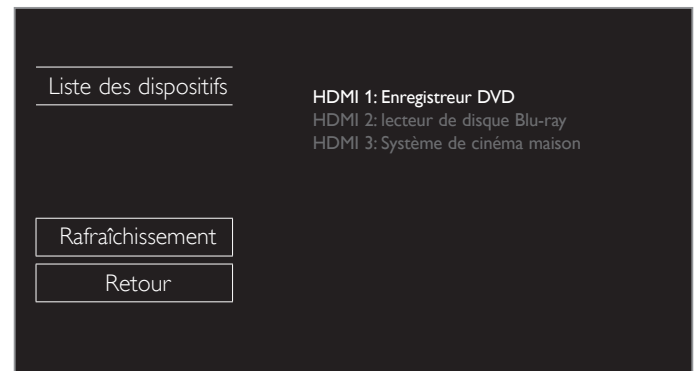 Liste des dispositifs
HDMI 1: Enregistreur DVD
HDMI 2: lecteur de disque Blu-ray
HDMI 3: Système de cinéma maison
Rafraîchissement
Retour